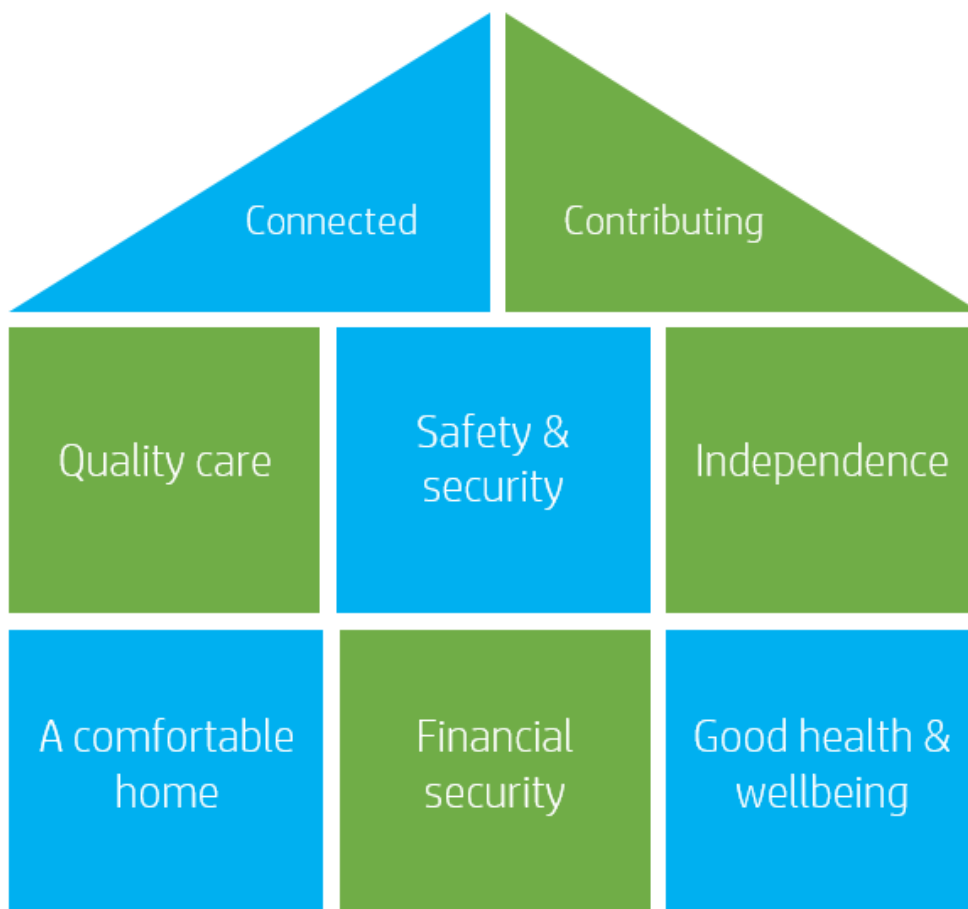 Connected
Contributing
Quality care
Safety &
security
Independence
A comfortable
home
Financial
security
Good health &
wellbeing